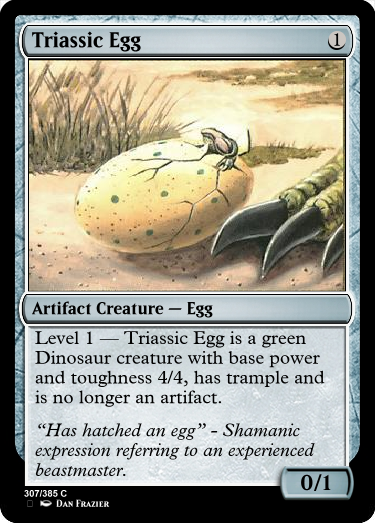 Triassic Egg
1
Artifact Creature — Egg
Level 1 — Triassic Egg is a green
Dinosaur creature with base power
and toughness 4/4, has trample and
is no longer an artifact.
“Has hatched an egg” - Shamanic
expression referring to an experienced
beastmaster.
0/1
307/385 C
Dan Frazier